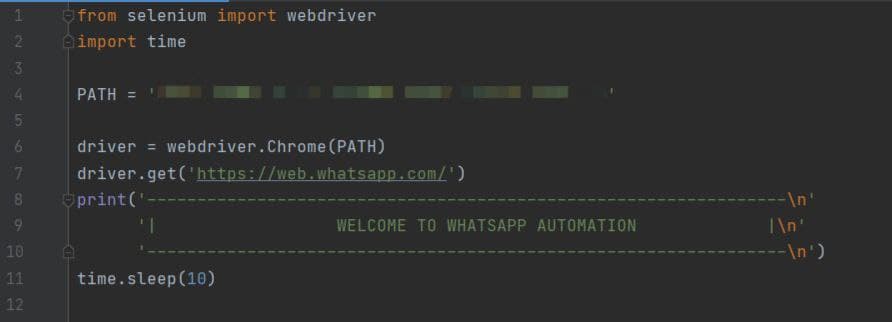 1 from selenium import webdriver
2 import time
3
4 PATH = ' '
5
6 driver = webdriver.Chrome(PATH)
7 driver.get('https://web.whatsapp.com/')
8 print('----------------------------------------------------------------\n'
9 '|                  WELCOME TO WHATSAPP AUTOMATION             |\n'
10 '----------------------------------------------------------------\n')
11 time.sleep(10)
12